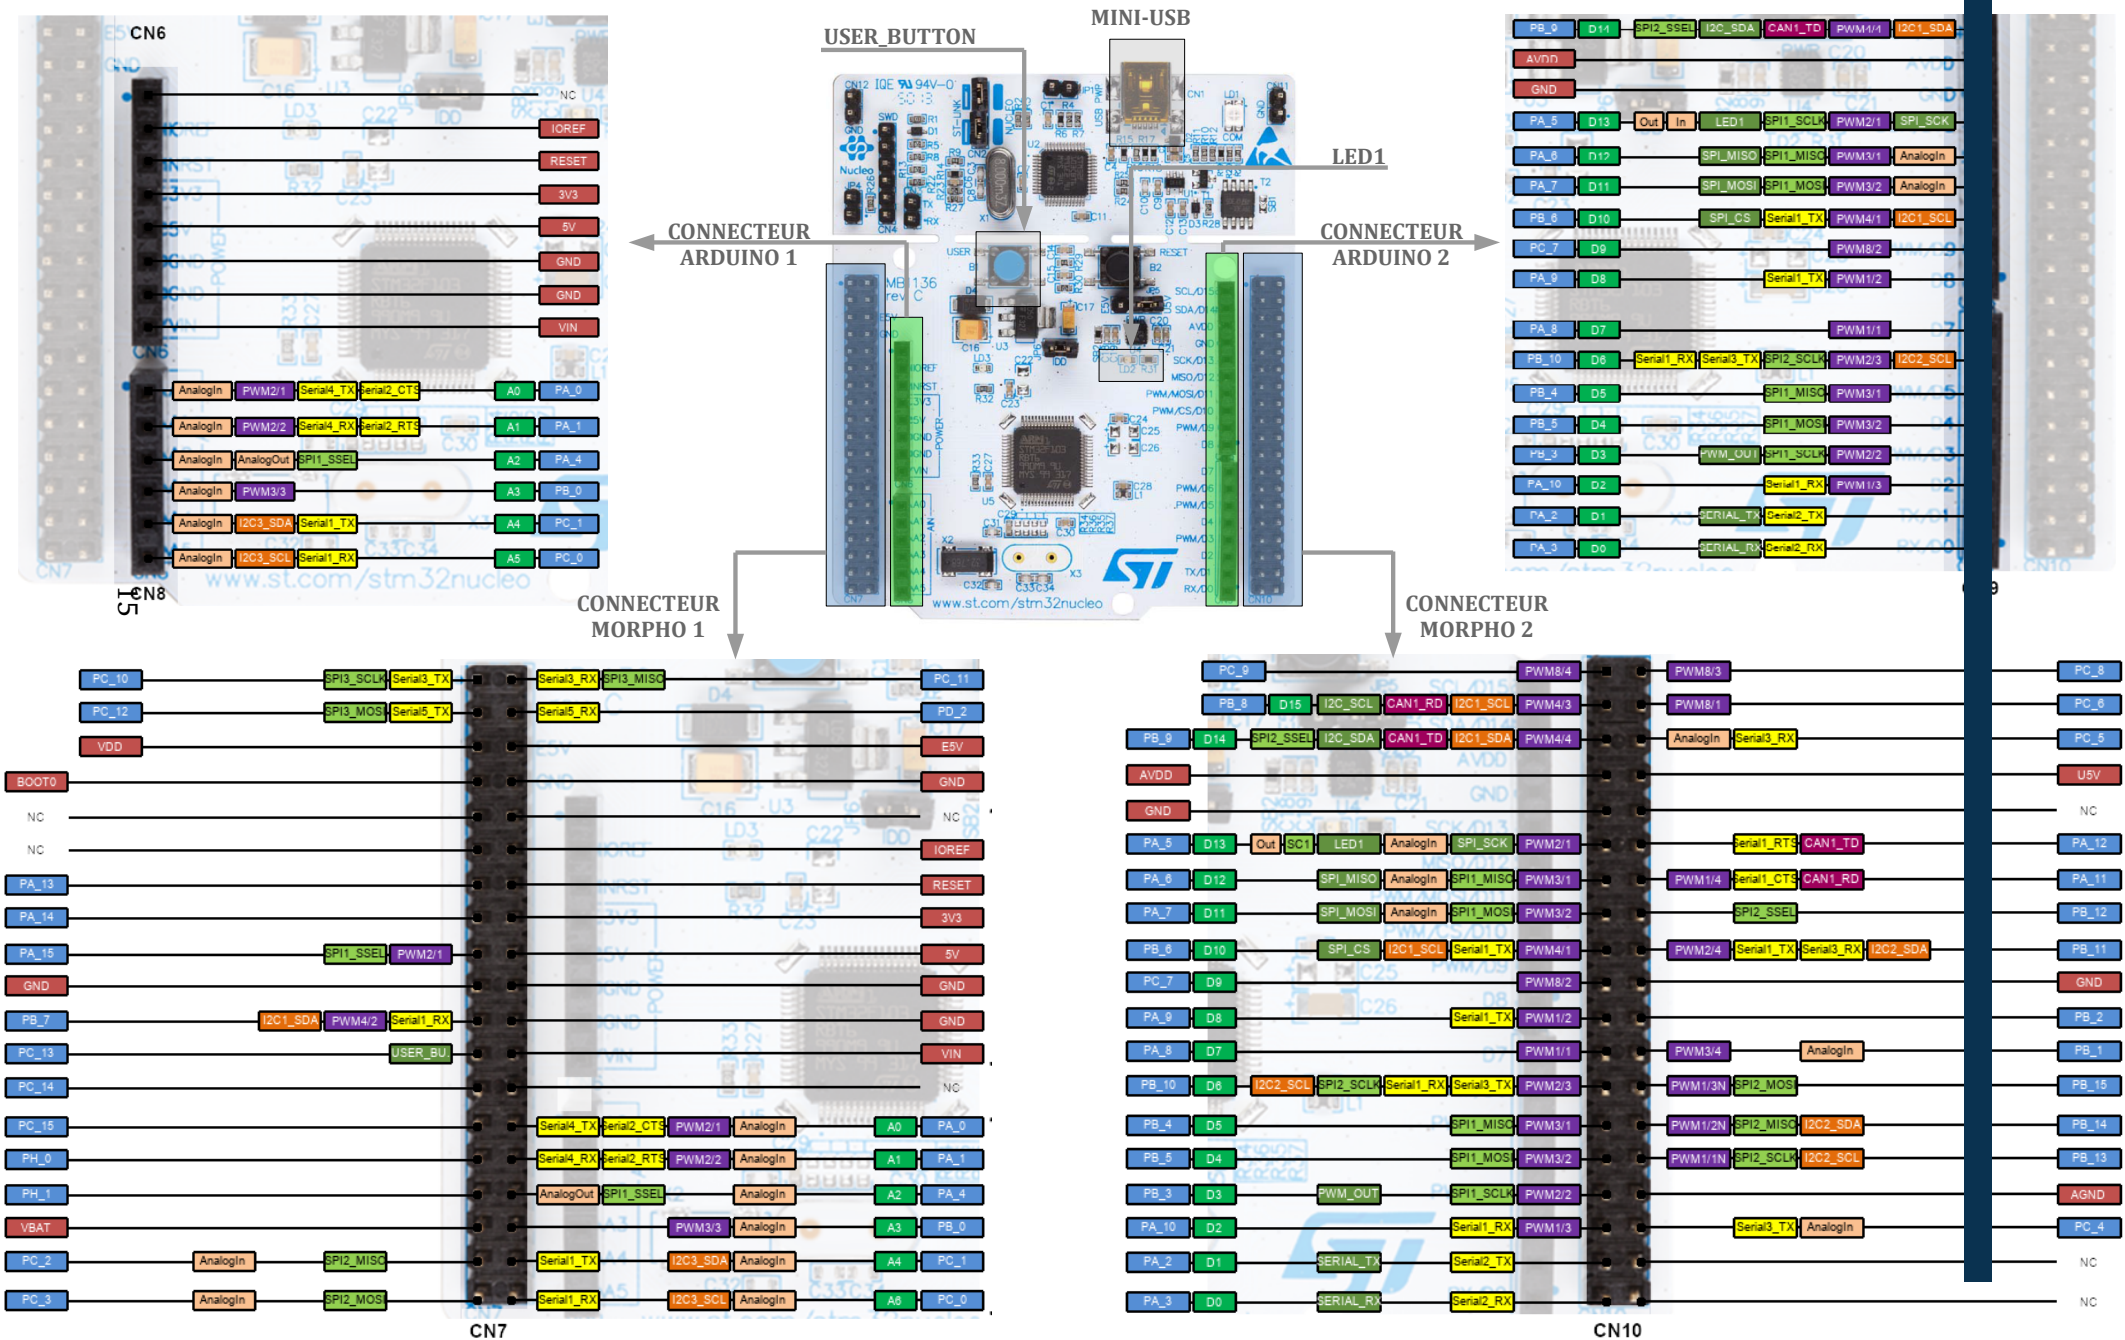 MINI-USB
USER_BUTTON
LED1
CONNECTEUR
ARDUINO 1
CONNECTEUR
ARDUINO 2
CONNECTEUR
MORPHO 1
CONNECTEUR
MORPHO 2
CN6
NC
IOREF
RESET
3V3
5V
GND
GND
VIN
AnalogIn PWM2/1 Serial4_TX Serial2_CTS A0 PA_0
AnalogIn PWM2/2 Serial4_RX Serial2_RTS A1 PA_1
AnalogIn AnalogOut SPI1_SSEL A2 PA_4
AnalogIn PWM3/3 A3 PB_0
AnalogIn I2C3_SDA Serial1_TX A4 PC_1
AnalogIn I2C3_SCL Serial1_RX A5 PC_0
CN8
15
www.st.com/stm32nucleo
PB_9 D14 SPI2_SSEL I2C_SDA CAN1_TD PWM4/4 I2C1_SDA
AVDD
GND
PA_5 D13 Out In LED1 SPI1_SCLK PWM2/1 SPI_SCK
PA_6 D12 SPI_MISO SPI1_MISO PWM3/1 AnalogIn
PA_7 D11 SPI_MOSI SPI1_MOSI PWM3/2 AnalogIn
PB_6 D10 SPI_CS Serial1_TX PWM4/1 I2C1_SCL
PC_7 D9 PWM8/2
PA_9 D8 Serial1_TX PWM1/2
PA_8 D7 PWM1/1
PB_10 D6 Serial1_RX Serial3_TX SPI2_SCLK PWM2/3 I2C2_SCL
PB_4 D5 SPI1_MISO PWM3/1
PB_5 D4 SPI1_MOSI PWM3/2
PB_3 D3 PWM_OUT SPI1_SCLK PWM2/2
PA_10 D2 Serial1_RX PWM1/3
PA_2 D1 SERIAL_TX Serial2_TX
PA_3 D0 SERIAL_RX Serial2_RX
www.st.com/stm32nucleo
PC_10 SPI3_SCLK Serial3_TX Serial3_RX SPI3_MISO PC_11
PC_12 SPI3_MOSI Serial5_TX Serial5_RX PD_2
VDD E5V
BOOT0 GND
NC NC
NC IOREF
PA_13 RESET
PA_14 3V3
PA_15 SPI1_SSEL PWM2/1 5V
GND GND
PB_7 I2C1_SDA PWM4/2 Serial1_RX GND
PC_13 USER_BU VIN
PC_14 NC
PC_15 Serial4_TX Serial2_CTS PWM2/1 AnalogIn A0 PA_0
PH_0 Serial4_RX Serial2_RTS PWM2/2 AnalogIn A1 PA_1
PH_1 AnalogOut SPI1_SSEL AnalogIn A2 PA_4
VBAT PWM3/3 AnalogIn A3 PB_0
PC_2 AnalogIn SPI2_MISO Serial1_TX I2C3_SDA AnalogIn A4 PC_1
PC_3 AnalogIn SPI2_MOSI Serial1_RX I2C3_SCL AnalogIn A6 PC_0
CN7
PC_9 PWM8/4 PWM8/3 PC_8
PB_8 D15 I2C_SCL CAN1_RD I2C1_SCL PWM4/3 PWM8/1 PC_6
PB_9 D14 SPI2_SSEL I2C_SDA CAN1_TD I2C1_SDA PWM4/4 AnalogIn Serial3_RX PC_5
AVDD U5V
GND NC
PA_5 D13 Out SC1 LED1 AnalogIn SPI_SCK PWM2/1 Serial1_RTS CAN1_TD PA_12
PA_6 D12 SPI_MISO AnalogIn SPI1_MISO PWM3/1 PWM1/4 Serial1_CTS CAN1_RD PA_11
PA_7 D11 SPI_MOSI AnalogIn SPI1_MOSI PWM3/2 SPI2_SSEL PB_12
PB_6 D10 SPI_CS I2C1_SCL Serial1_TX PWM4/1 PWM2/4 Serial1_TX Serial3_RX I2C2_SDA PB_11
PC_7 D9 PWM8/2 GND
PA_9 D8 Serial1_TX PWM1/2 PB_2
PA_8 D7 PWM1/1 PWM3/4 AnalogIn PB_1
PB_10 D6 I2C2_SCL SPI2_SCLK Serial1_RX Serial3_TX PWM2/3 PWM1/3N SPI2_MOSI PB_15
PB_4 D5 SPI1_MISO PWM3/1 PWM1/2N SPI2_MISO I2C2_SDA PB_14
PB_5 D4 SPI1_MOSI PWM3/2 PWM1/1N SPI2_SCLK I2C2_SCL PB_13
PB_3 D3 PWM_OUT SPI1_SCLK PWM2/2 AGND
PA_10 D2 Serial1_RX PWM1/3 Serial3_TX AnalogIn PC_4
PA_2 D1 SERIAL_TX Serial2_TX NC
PA_3 D0 SERIAL_RX Serial2_RX NC
CN10